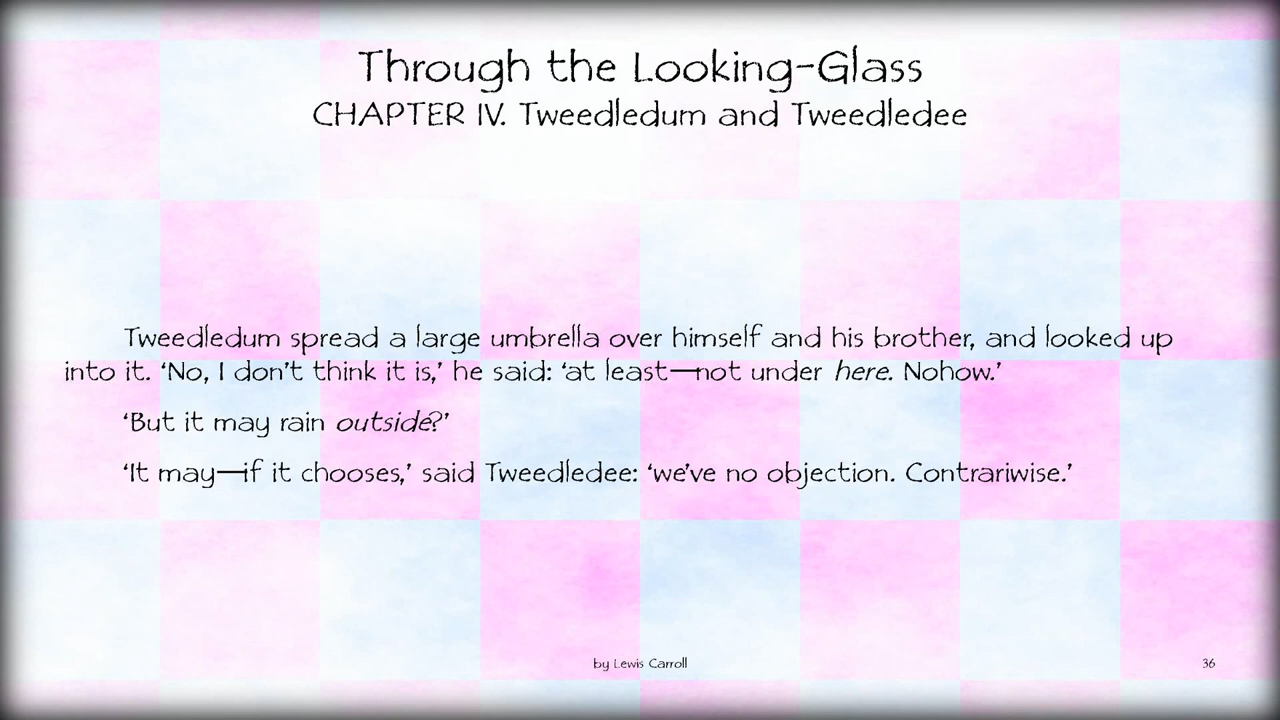 Through the Looking-Glass
CHAPTER IV. Tweedledum and Tweedledee
Tweedledum spread a large umbrella over himself and his brother, and looked up
into it. ‘No, I don’t think it is,’ he said: ‘at least—not under here. Nohow.’
‘But it may rain outside?’
‘It may—if it chooses,’ said Tweedledee: ‘we’ve no objection. Contrariwise.’
by Lewis Carroll
36